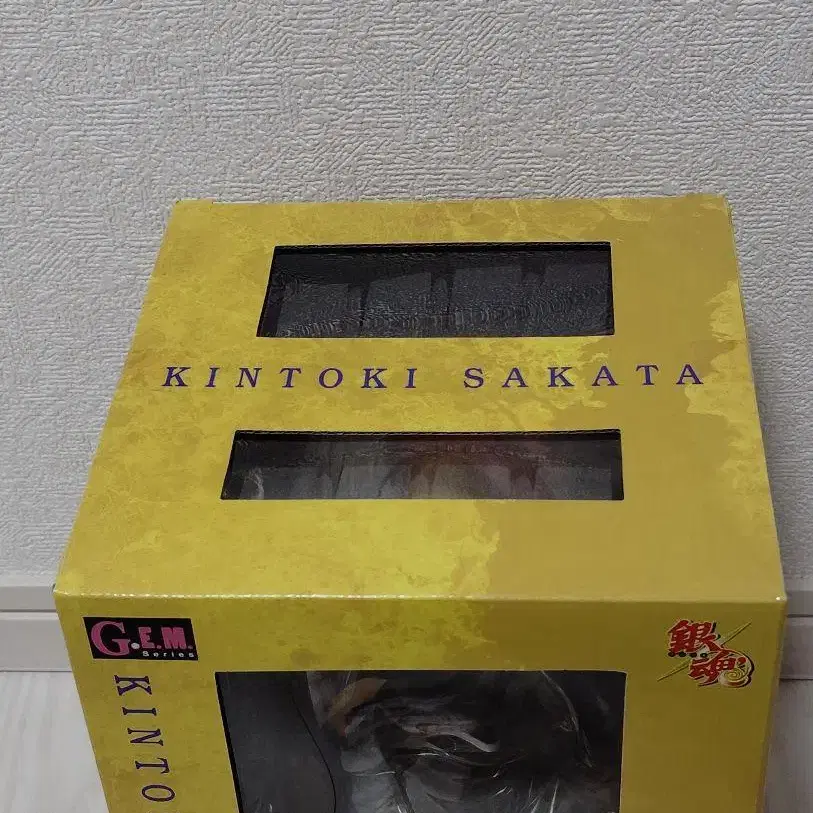 KINTOKI SAKATA
G.E.M.
Series
銀魂
KINTO